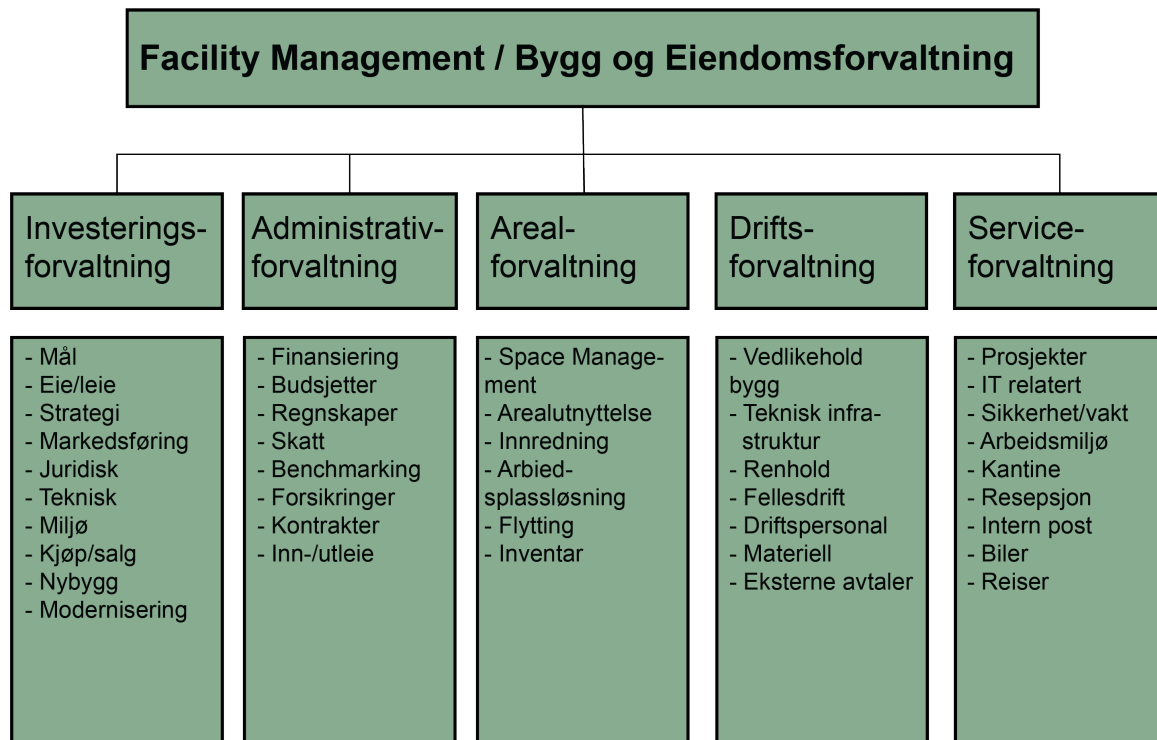 Facility Management / Bygg og Eiendomsforvaltning
Investerings-
forvaltning
Administrativ-
forvaltning
Areal-
forvaltning
Drifts-
forvaltning
Service-
forvaltning
- Mål
- Eie/leie
- Strategi
- Markedsføring
- Juridisk
- Teknisk
- Miljø
- Kjøp/salg
- Nybygg
- Modernisering
- Finansiering
- Budsjetter
- Regnskaper
- Skatt
- Benchmarking
- Forsikringer
- Kontrakter
- Inn-/utleie
- Space Manage-
ment
- Arealutnyttelse
- Innredning
- Arbied-
splassløsning
- Flytting
- Inventar
- Vedlikehold
bygg
- Teknisk infra-
struktur
- Renhold
- Fellesdrift
- Driftspersonal
- Materiell
- Eksterne avtaler
- Prosjekter
- IT relatert
- Sikkerhet/vakt
- Arbeidsmiljø
- Kantine
- Resepsjon
- Intern post
- Biler
- Reiser